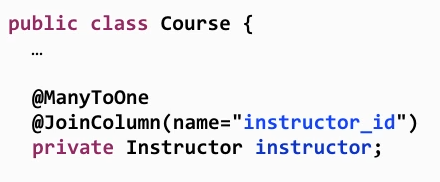 public class Course {
…
@ManyToOne
@JoinColumn(name="instructor_id")
private Instructor instructor;